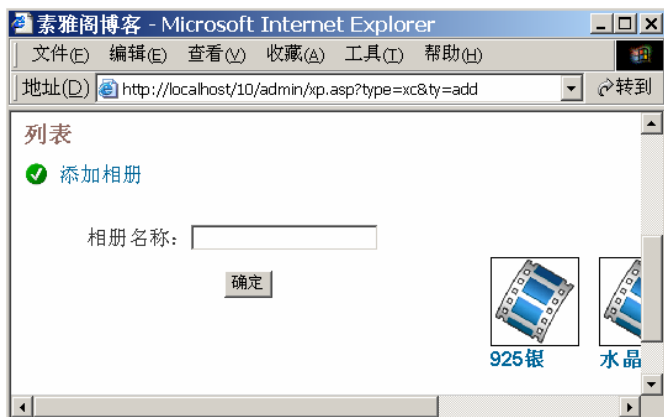 素雅阁博客 - Microsoft Internet Explorer
文件(F) 编辑(E) 查看(V) 收藏(A) 工具(T) 帮助(H)
地址(D) http://localhost/10/admin/xp.asp?type=xc&ty=add 转到
列表
添加相册
相册名称：
确定
925银 水晶